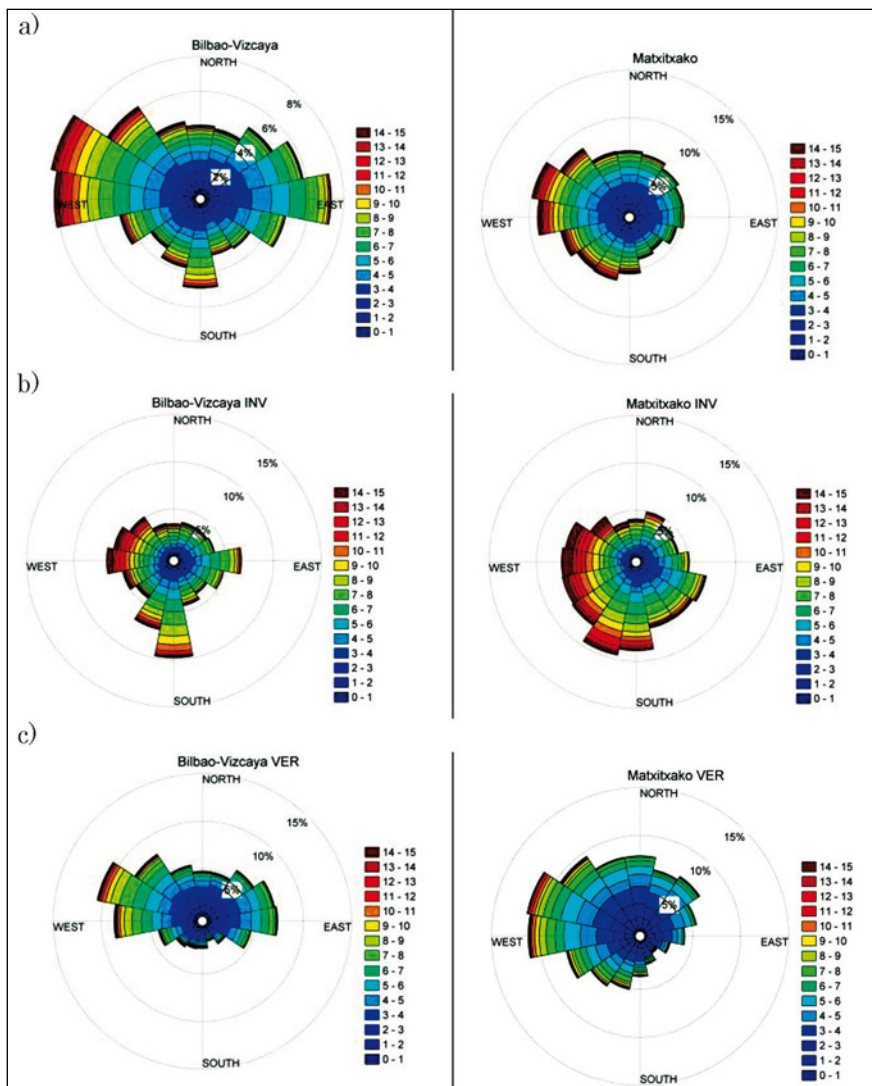 a)
Bilbao-Vizcaya
NORTH
8%
6%
4%
2%
WEST
EAST
SOUTH
14 - 15
13 - 14
12 - 13
11 - 12
10 - 11
9 - 10
8 - 9
7 - 8
6 - 7
5 - 6
4 - 5
3 - 4
2 - 3
1 - 2
0 - 1
Matxitxako
NORTH
15%
10%
5%
WEST
EAST
SOUTH
14 - 15
13 - 14
12 - 13
11 - 12
10 - 11
9 - 10
8 - 9
7 - 8
6 - 7
5 - 6
4 - 5
3 - 4
2 - 3
1 - 2
0 - 1
b)
Bilbao-Vizcaya INV
NORTH
15%
10%
5%
WEST
EAST
SOUTH
14 - 15
13 - 14
12 - 13
11 - 12
10 - 11
9 - 10
8 - 9
7 - 8
6 - 7
5 - 6
4 - 5
3 - 4
2 - 3
1 - 2
0 - 1
Matxitxako INV
NORTH
15%
10%
5%
WEST
EAST
SOUTH
14 - 15
13 - 14
12 - 13
11 - 12
10 - 11
9 - 10
8 - 9
7 - 8
6 - 7
5 - 6
4 - 5
3 - 4
2 - 3
1 - 2
0 - 1
c)
Bilbao-Vizcaya VER
NORTH
15%
10%
5%
WEST
EAST
SOUTH
14 - 15
13 - 14
12 - 13
11 - 12
10 - 11
9 - 10
8 - 9
7 - 8
6 - 7
5 - 6
4 - 5
3 - 4
2 - 3
1 - 2
0 - 1
Matxitxako VER
NORTH
15%
10%
5%
WEST
EAST
SOUTH
14 - 15
13 - 14
12 - 13
11 - 12
10 - 11
9 - 10
8 - 9
7 - 8
6 - 7
5 - 6
4 - 5
3 - 4
2 - 3
1 - 2
0 - 1